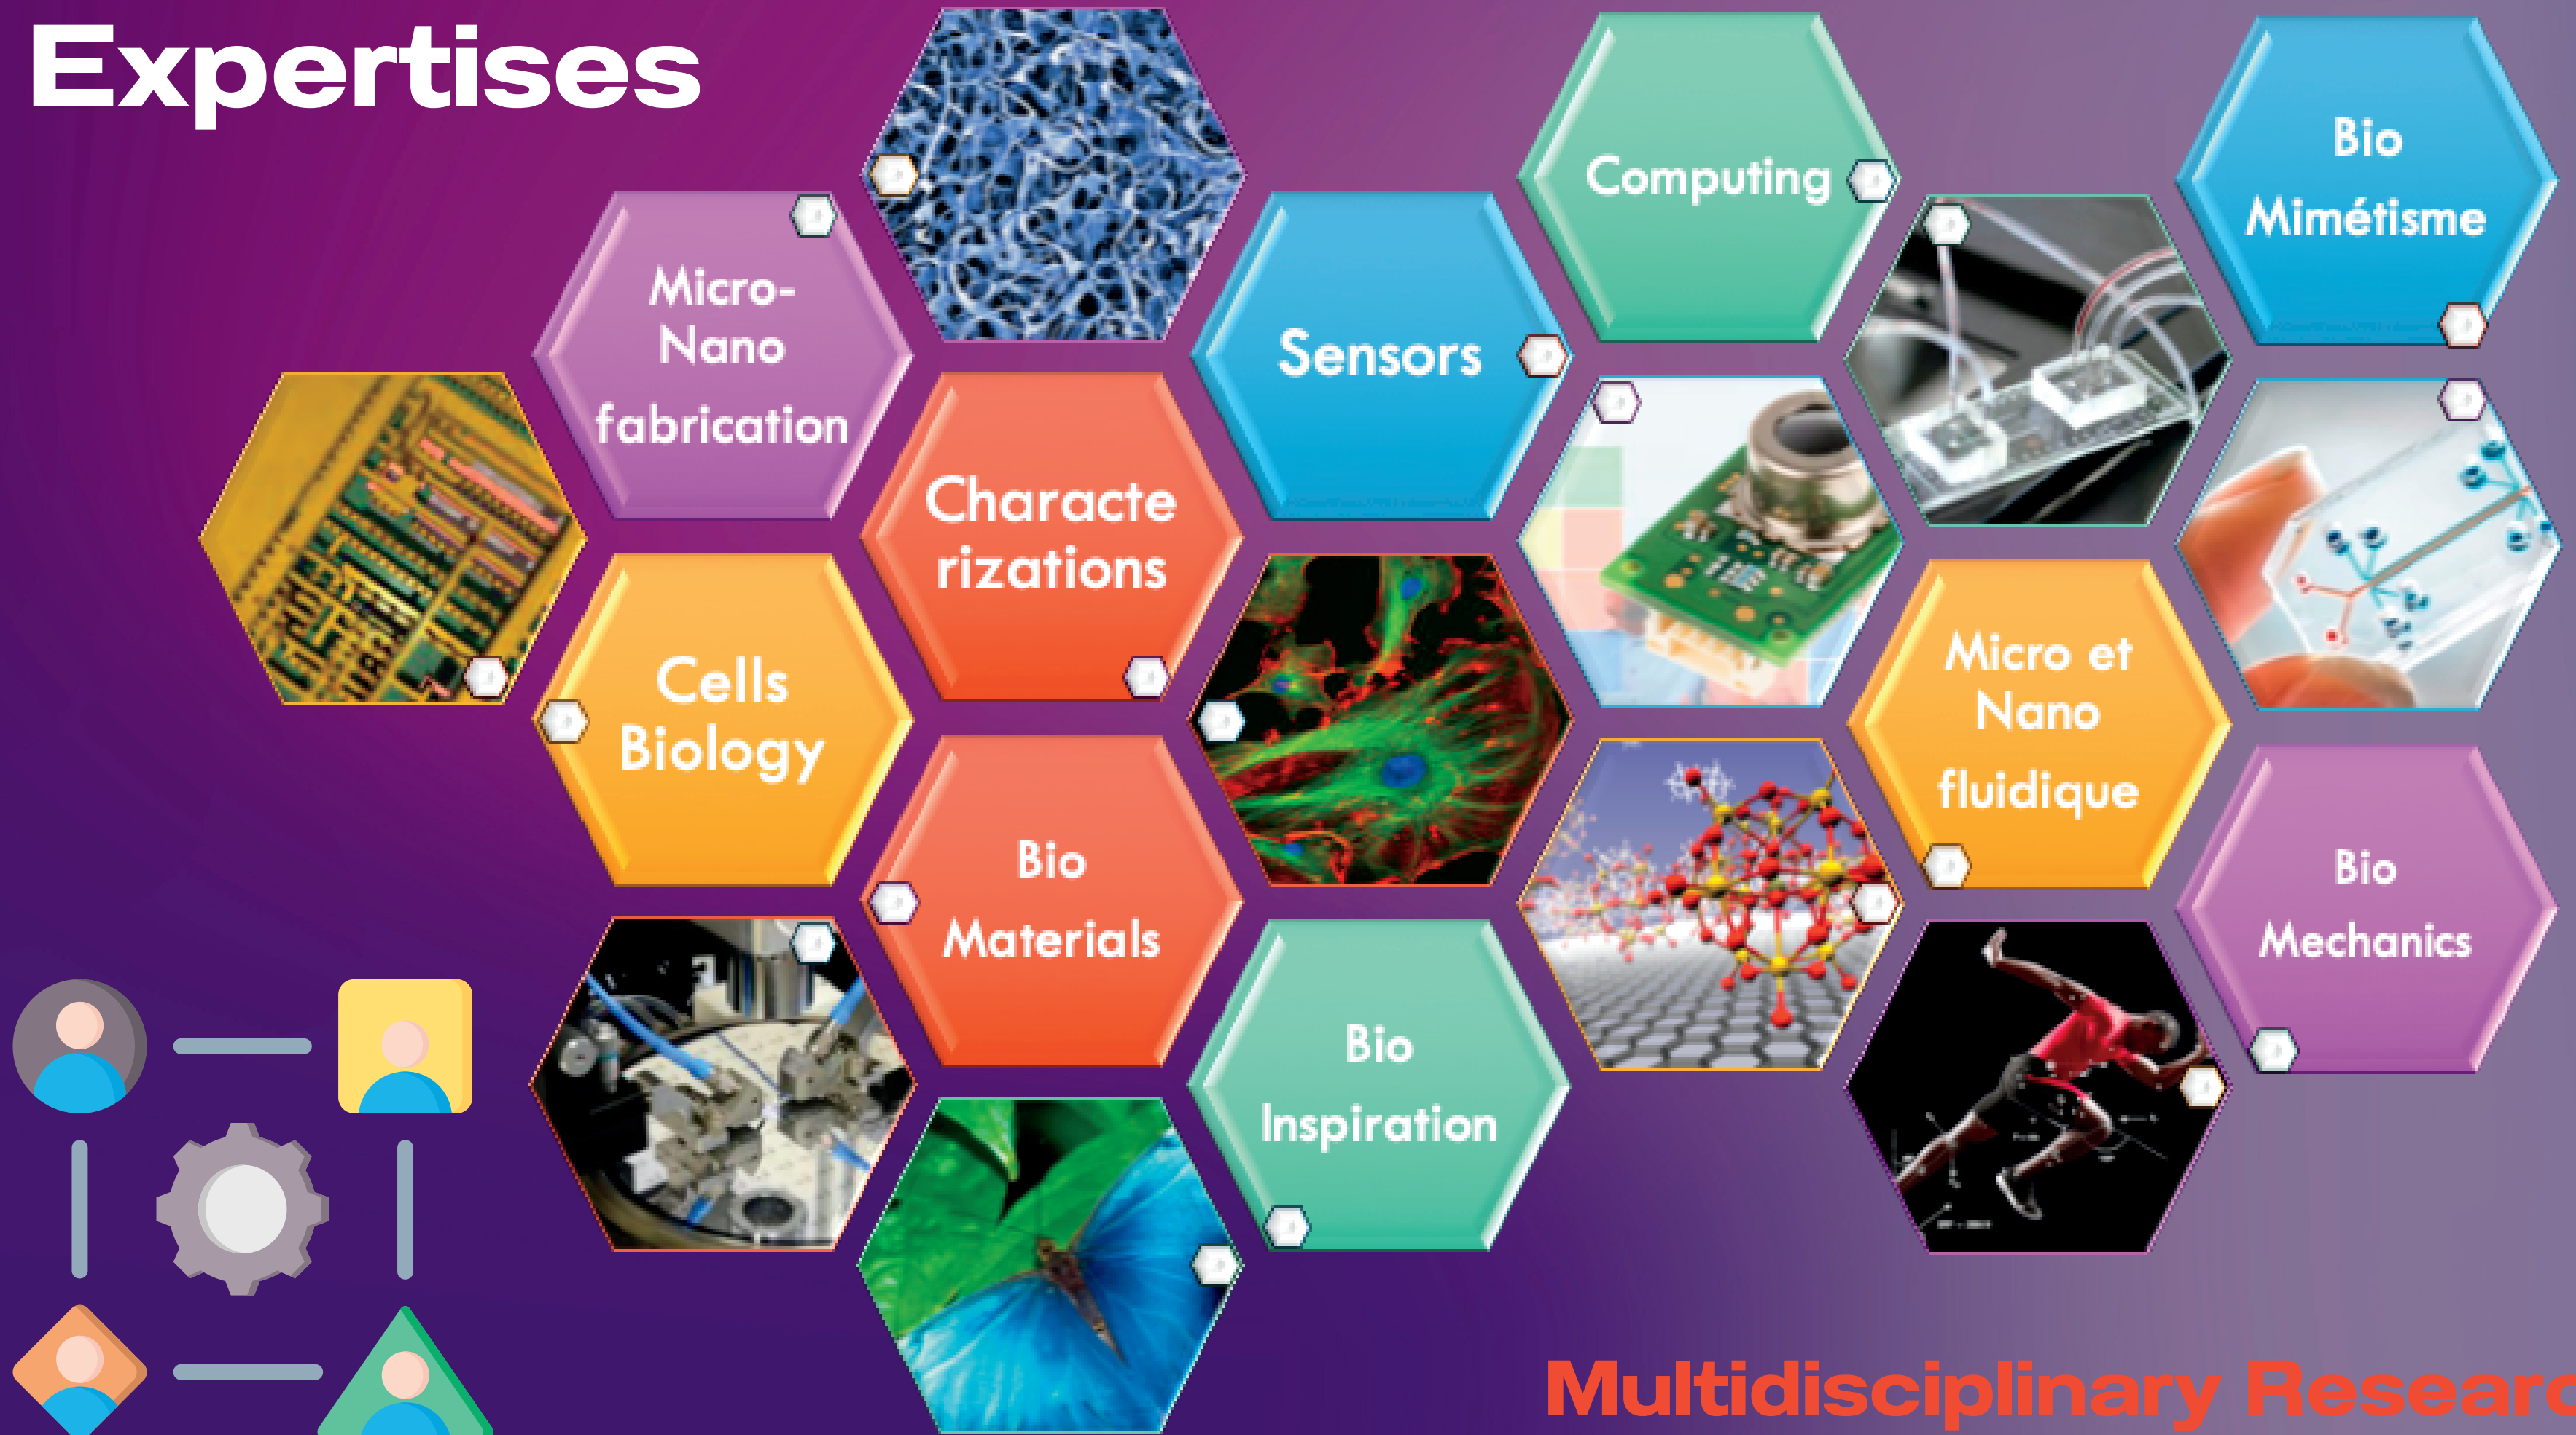 Expertises
Micro-
Nano
fabrication
Characte
rizations
Cells
Biology
Bio
Materials
Sensors
Bio
Inspiration
Computing
Micro et
Nano
fluidique
Bio
Mimétisme
Bio
Mechanics
Multidisciplinary Researc